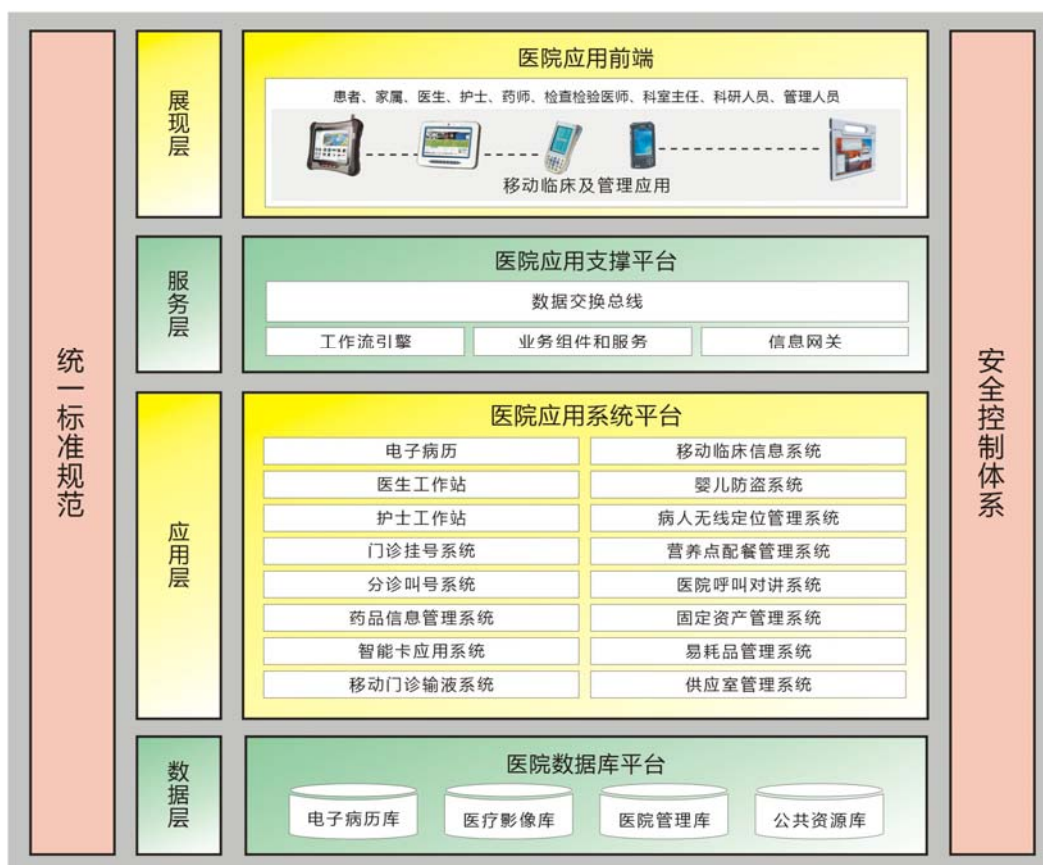 统一标准规范
展现层
医院应用前端
患者、家属、医生、护士、药师、检查检验医师、科室主任、科研人员、管理人员
移动临床及管理应用
服务层
医院应用支撑平台
数据交换总线
工作流引擎
业务组件和服务
信息网关
应用层
医院应用系统平台
电子病历
移动临床信息系统
医生工作站
婴儿防盗系统
护士工作站
病人无线定位管理系统
门诊挂号系统
营养点配餐管理系统
分诊叫号系统
医院呼叫对讲系统
药品信息管理系统
固定资产管理系统
智能卡应用系统
易耗品管理系统
移动门诊输液系统
供应室管理系统
数据层
医院数据库平台
电子病历库
医疗影像库
医院管理库
公共资源库
安全控制体系